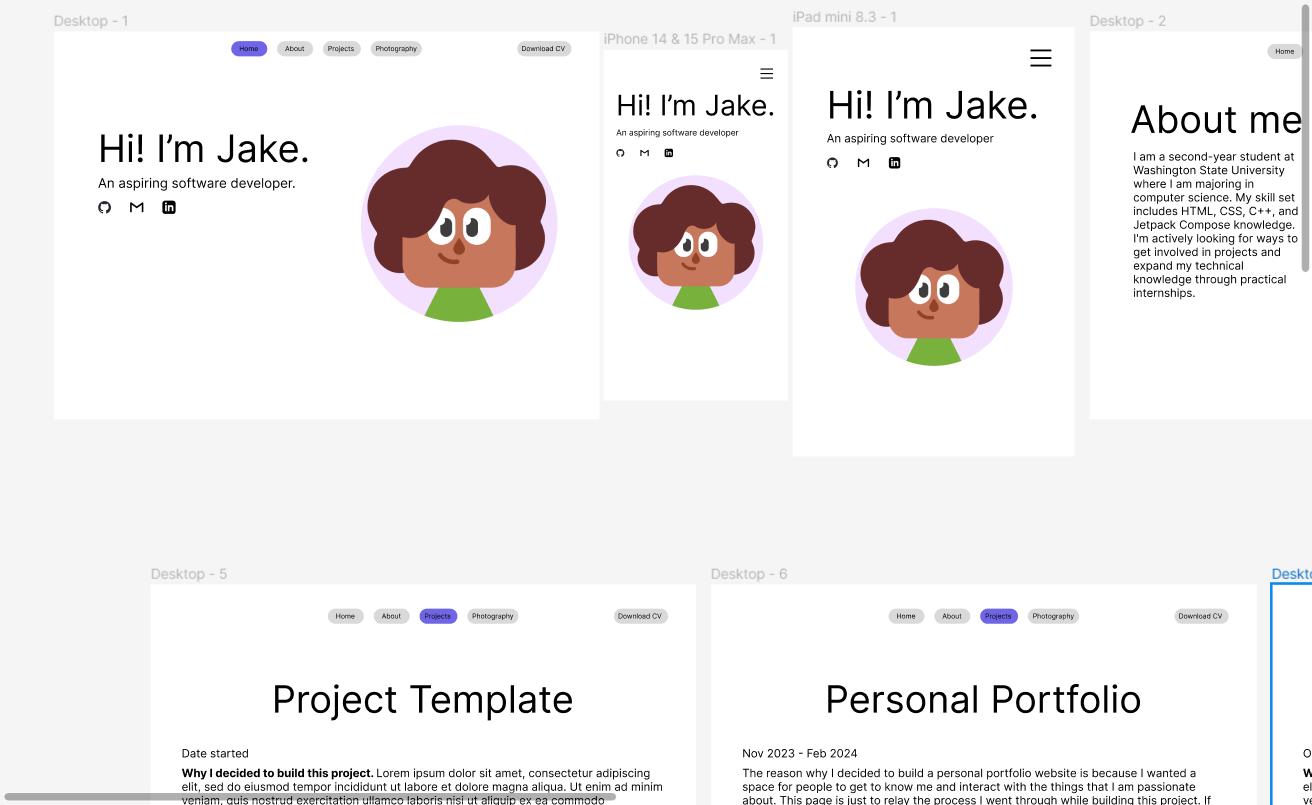 Desktop - 1
Home About Projects Photography Download CV
Hi! I’m Jake.
An aspiring software developer.
iPhone 14 & 15 Pro Max - 1
Hi! I’m Jake.
An aspiring software developer
iPad mini 8.3 - 1
Hi! I’m Jake.
An aspiring software developer
Desktop - 2
Home
About me
I am a second-year student at
Washington State University
where I am majoring in
computer science. My skill set
includes HTML, CSS, C++, and
Jetpack Compose knowledge.
I'm actively looking for ways to
get involved in projects and
expand my technical
knowledge through practical
internships.
Desktop - 5
Home About Projects Photography Download CV
Project Template
Date started
Why I decided to build this project. Lorem ipsum dolor sit amet, consectetur adipiscing
elit, sed do eiusmod tempor incididunt ut labore et dolore magna aliqua. Ut enim ad minim
veniam, quis nostrud exercitation ullamco laboris nisi ut aliquip ex ea commodo
Desktop - 6
Home About Projects Photography Download CV
Personal Portfolio
Nov 2023 - Feb 2024
The reason why I decided to build a personal portfolio website is because I wanted a
space for people to get to know me and interact with the things that I am passionate
about. This page is just to relay the process I went through while building this project. If